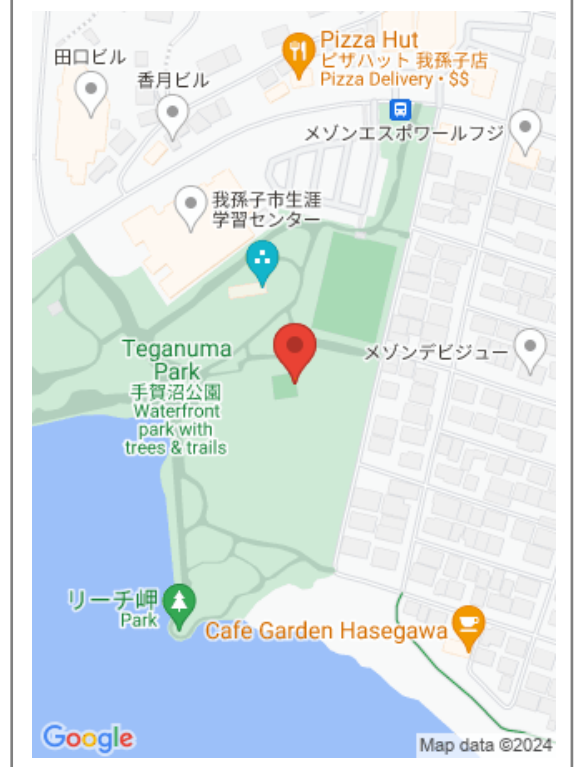 Pizza Hut
ピザハット 我孫子店
Pizza Delivery • $$
田口ビル
香月ビル
メゾンエスポワールフジ
我孫子市生涯
学習センター
Teganuma
Park
手賀沼公園
Waterfront
park with
trees & trails
メゾンデビジュー
リーチ岬
Park
Cafe Garden Hasegawa
Google
Map data ©2024